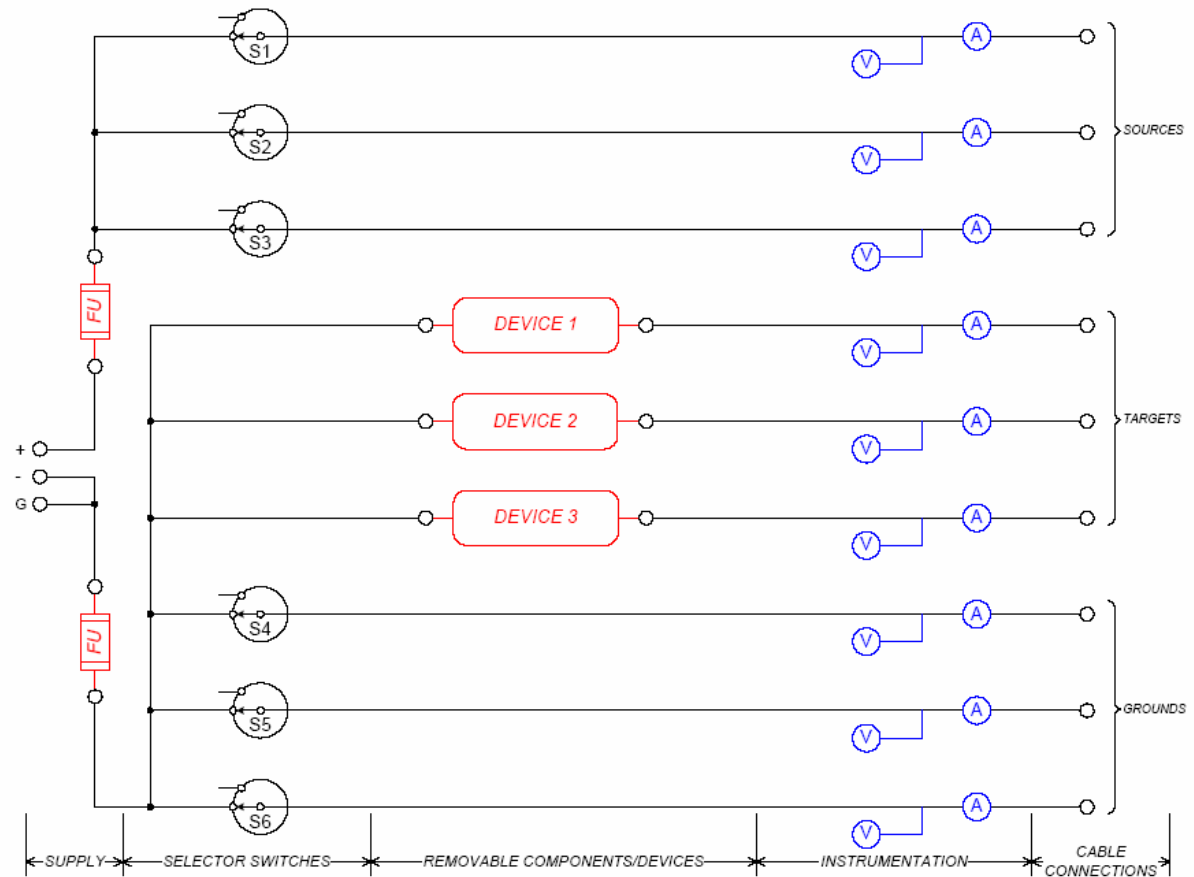 S1
V
A
S2
V
A
SOURCES
S3
V
A
FU
DEVICE 1
V
A
DEVICE 2
V
A
TARGETS
+
-
G
DEVICE 3
V
A
S4
FU
V
A
S5
V
A
GROUNDS
S6
V
A
SUPPLY
SELECTOR SWITCHES
REMOVABLE COMPONENTS/DEVICES
INSTRUMENTATION
CABLE
CONNECTIONS